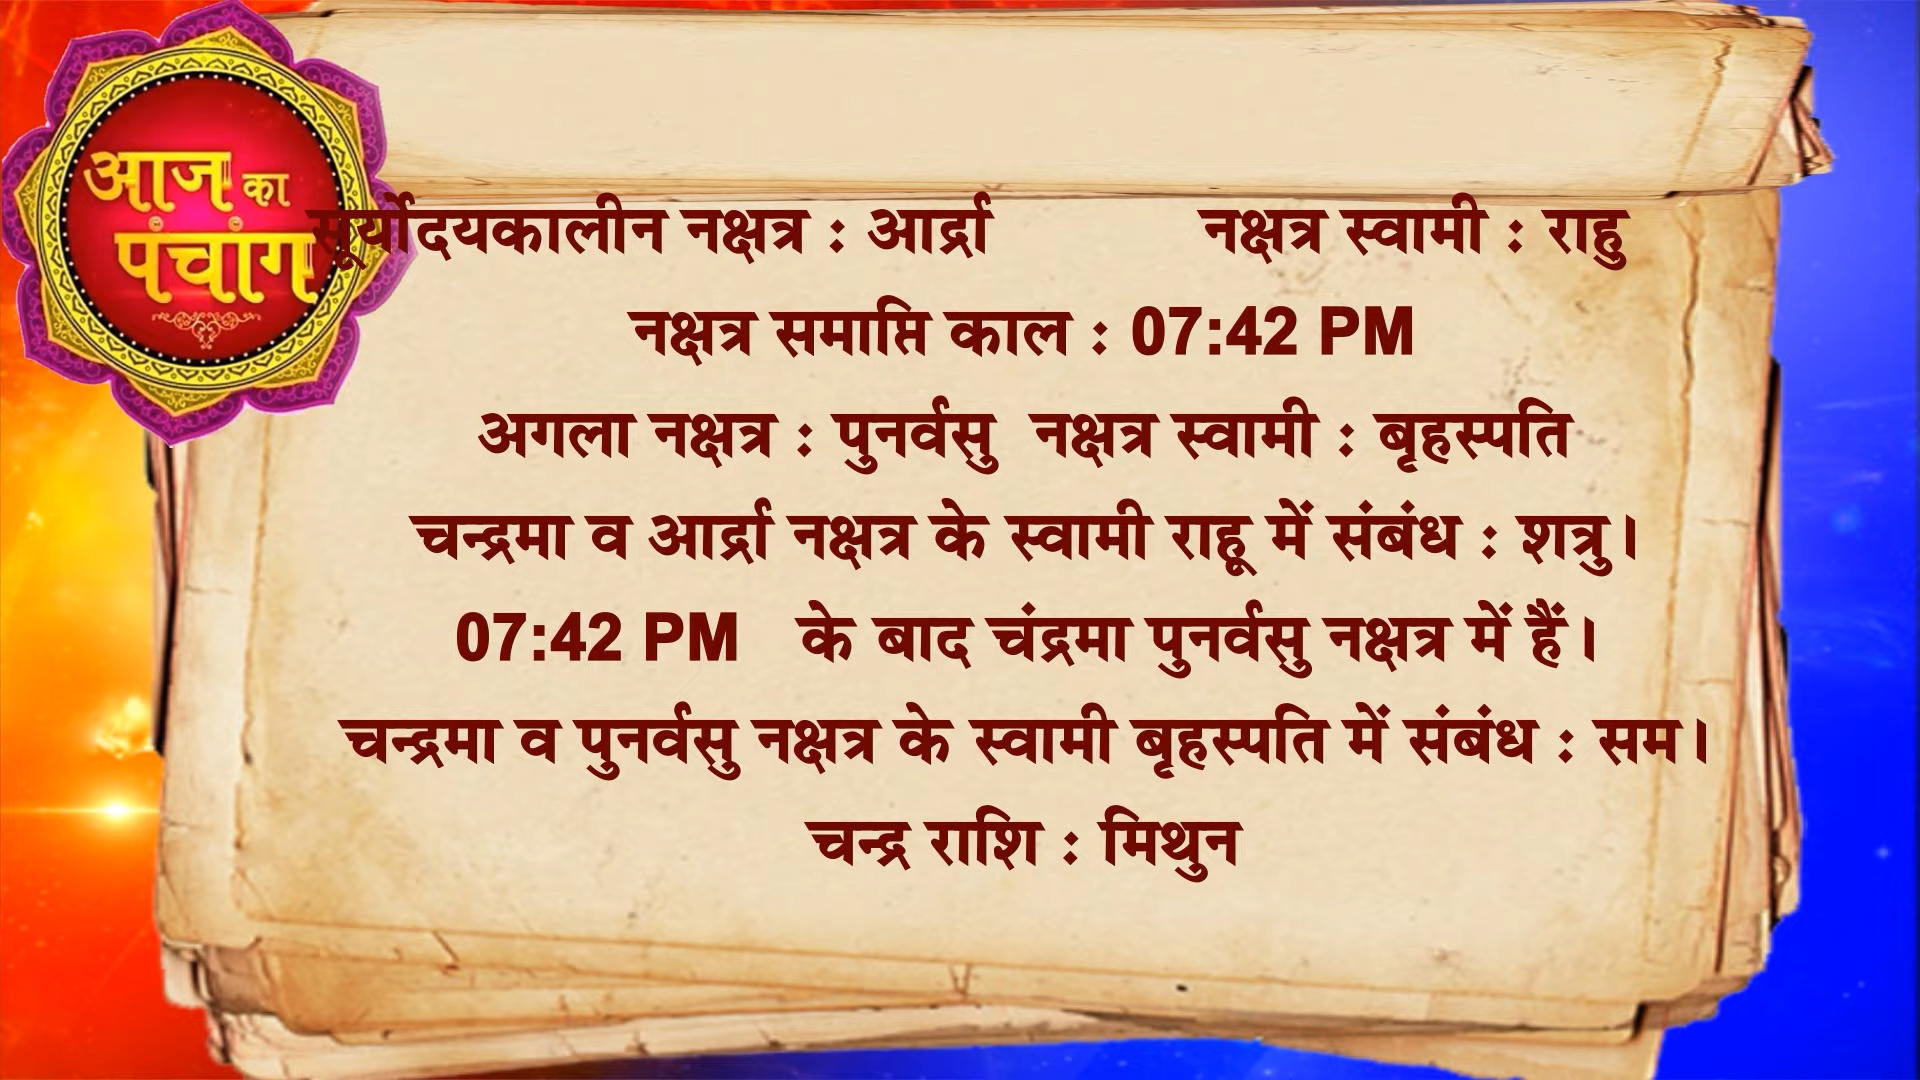 आज का
पंचांग
सूर्योदयकालीन नक्षत्र : आर्द्रा नक्षत्र स्वामी : राहु
नक्षत्र समाप्ति काल : 07:42 PM
अगला नक्षत्र : पुनर्वसु नक्षत्र स्वामी : बृहस्पति
चन्द्रमा व आर्द्रा नक्षत्र के स्वामी राहू में संबंध : शत्रु।
07:42 PM के बाद चंद्रमा पुनर्वसु नक्षत्र में हैं।
चन्द्रमा व पुनर्वसु नक्षत्र के स्वामी बृहस्पति में संबंध : सम।
चन्द्र राशि : मिथुन